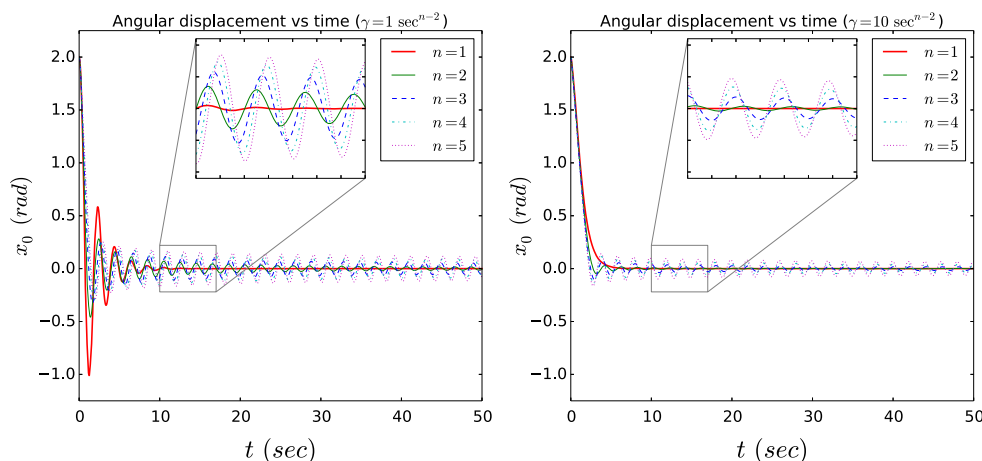 Angular displacement vs time (γ=1 sec^{n−2})
2.0
1.5
1.0
0.5
0.0
−0.5
−1.0
x_0 (rad)
n=1
n=2
n=3
n=4
n=5
0 10 20 30 40 50
t (sec)
Angular displacement vs time (γ=10 sec^{n−2})
2.0
1.5
1.0
0.5
0.0
−0.5
−1.0
x_0 (rad)
n=1
n=2
n=3
n=4
n=5
0 10 20 30 40 50
t (sec)